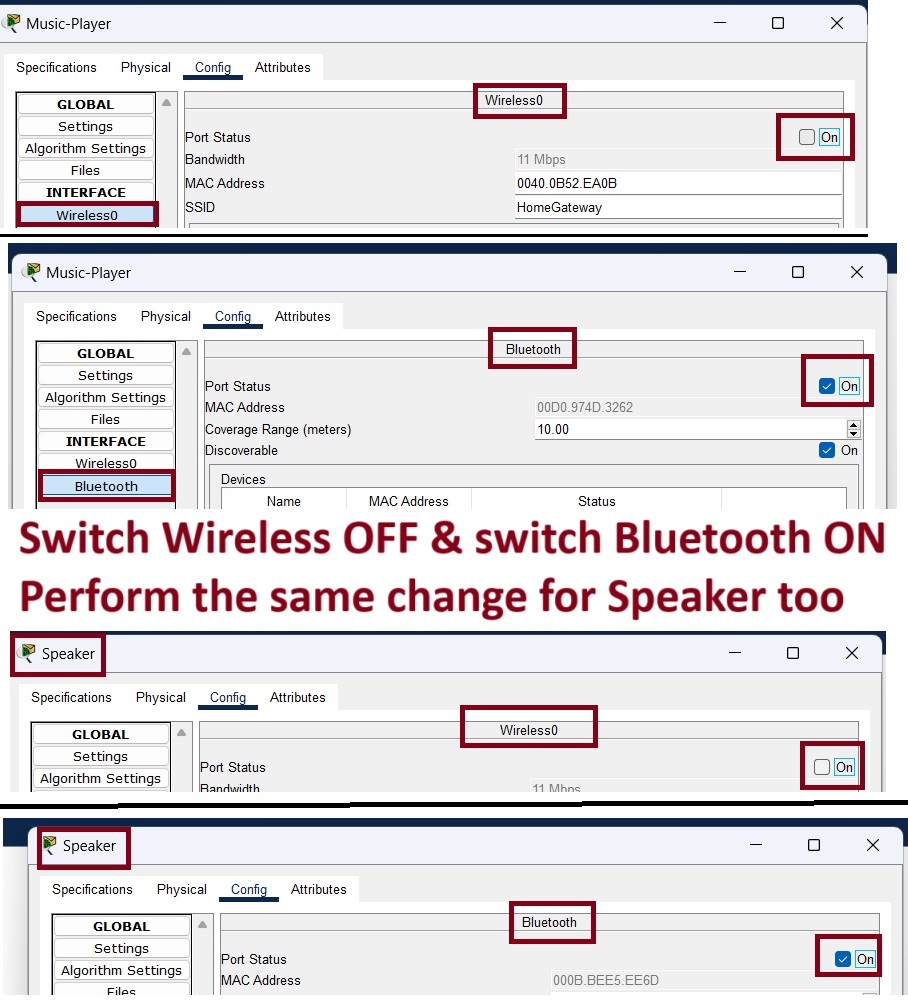 Music-Player
Specifications Physical Config Attributes
GLOBAL
Settings
Algorithm Settings
Files
INTERFACE
Wireless0
Wireless0
Port Status On
Bandwidth 11 Mbps
MAC Address 0040.0B52.EA0B
SSID HomeGateway
Music-Player
Specifications Physical Config Attributes
GLOBAL
Settings
Algorithm Settings
Files
INTERFACE
Wireless0
Bluetooth
Bluetooth
Port Status On
MAC Address 00D0.974D.3262
Coverage Range (meters) 10.00
Discoverable On
Devices
Name MAC Address Status
Switch Wireless OFF & switch Bluetooth ON
Perform the same change for Speaker too
Speaker
Specifications Physical Config Attributes
GLOBAL
Settings
Algorithm Settings
Wireless0
Port Status On
Bandwidth 11 Mbps
Speaker
Specifications Physical Config Attributes
GLOBAL
Settings
Algorithm Settings
Files
Bluetooth
Port Status On
MAC Address 000B.BEE5.EE6D